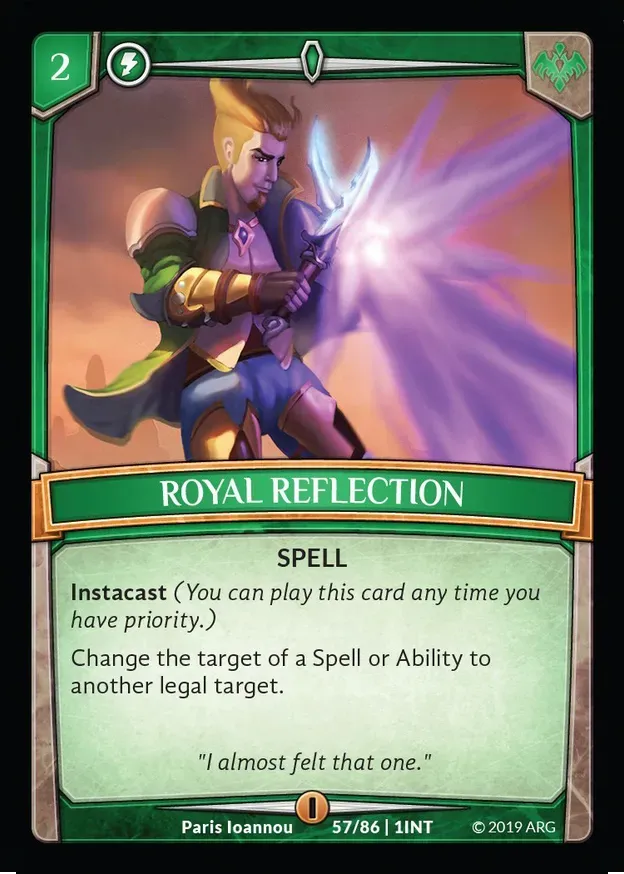 2
ROYAL REFLECTION
SPELL
Instacast (You can play this card any time you
have priority.)
Change the target of a Spell or Ability to
another legal target.
"I almost felt that one."
I
Paris Ioannou 57/86 | 1INT © 2019 ARG